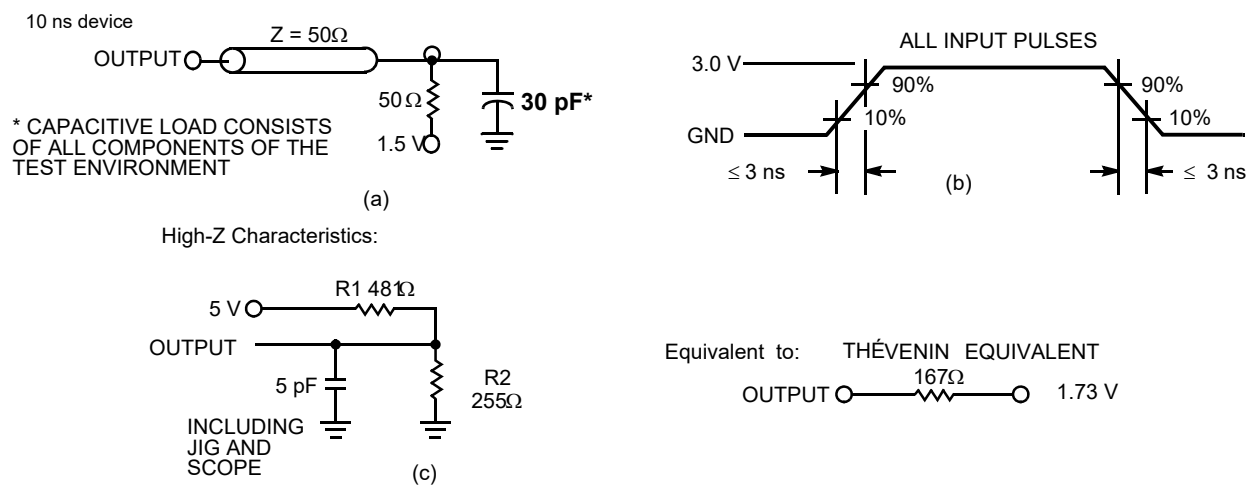 10 ns device
OUTPUT
Z = 50Ω
50 Ω
1.5 V
30 pF*
* CAPACITIVE LOAD CONSISTS
OF ALL COMPONENTS OF THE
TEST ENVIRONMENT
(a)
ALL INPUT PULSES
3.0 V
90%
90%
10%
10%
GND
≤ 3 ns
≤ 3 ns
(b)
High-Z Characteristics:
R1 481Ω
5 V
OUTPUT
5 pF
R2
255Ω
INCLUDING
JIG AND
SCOPE
(c)
Equivalent to: THÉVENIN EQUIVALENT
167Ω
OUTPUT
1.73 V